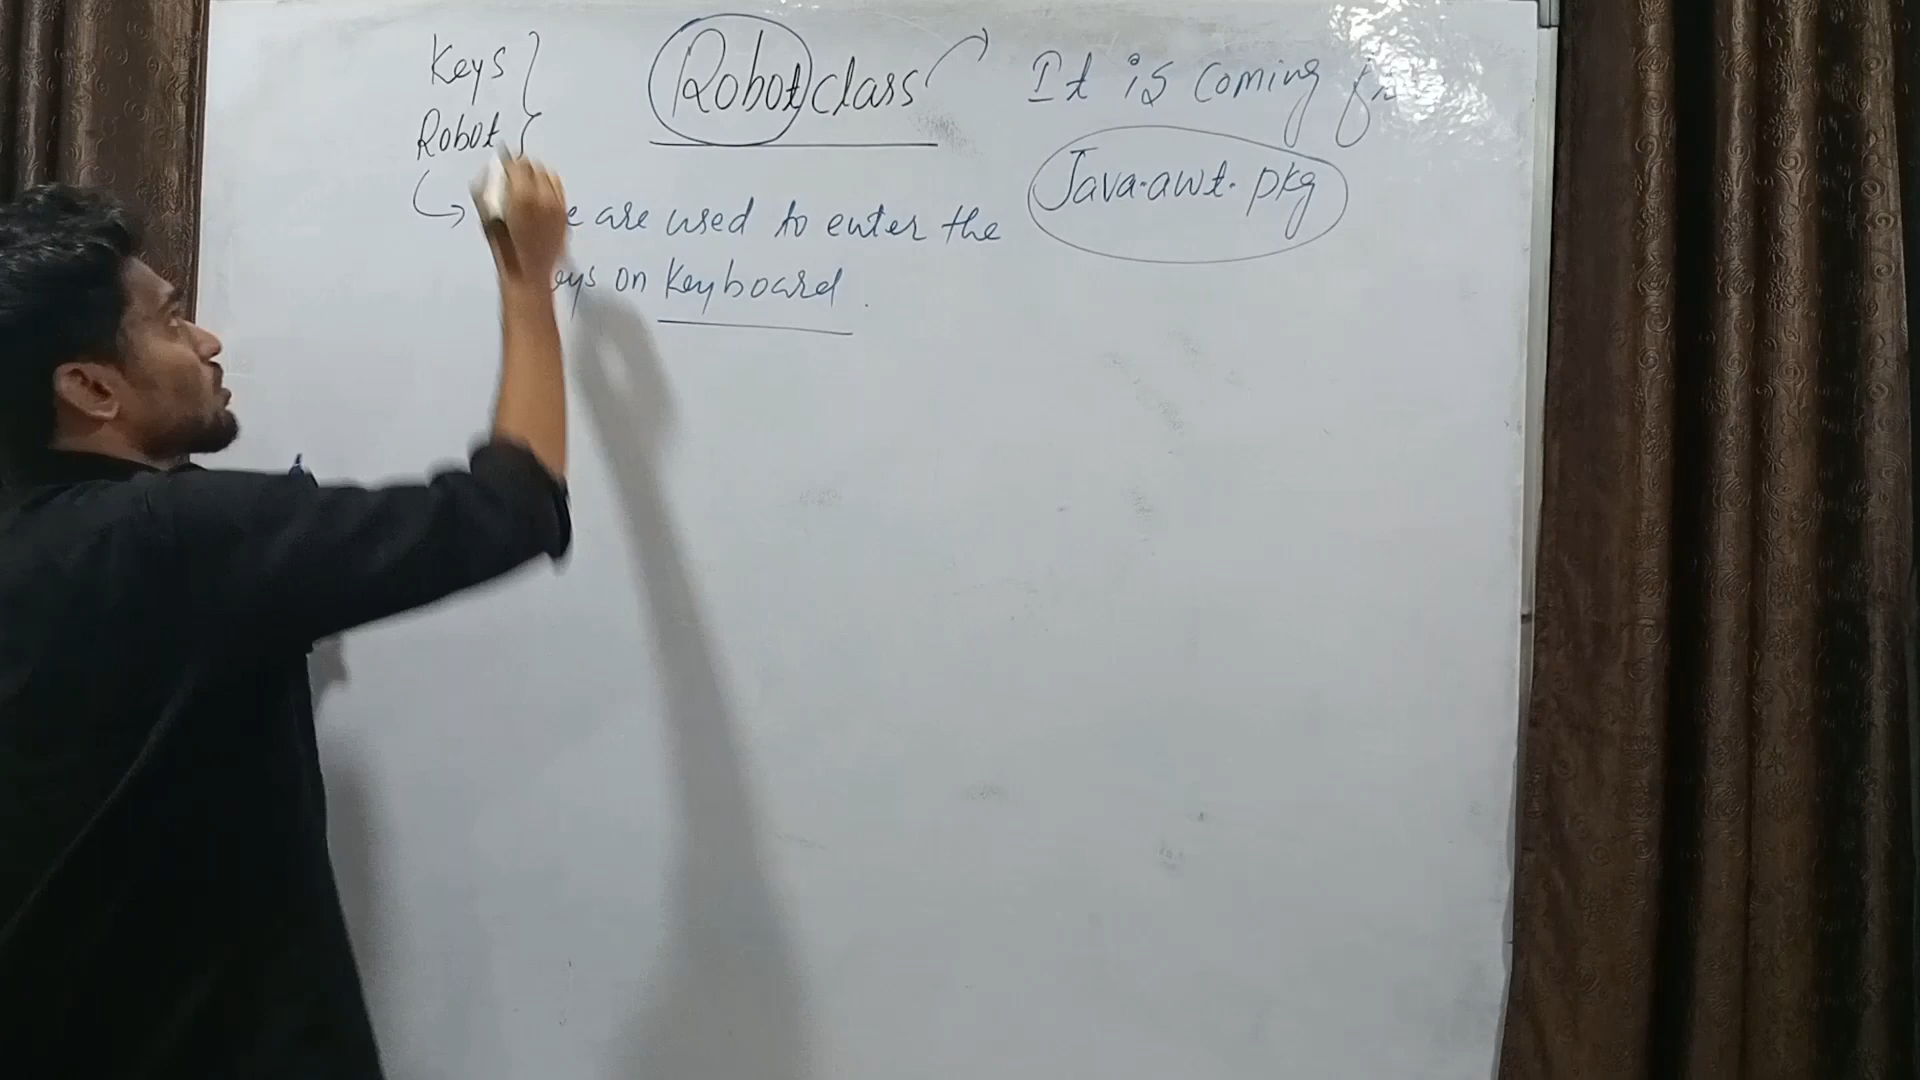 Keys
Robot
Robot class
It is coming
Java.awt. pkg
are used to enter the
on Keyboard.